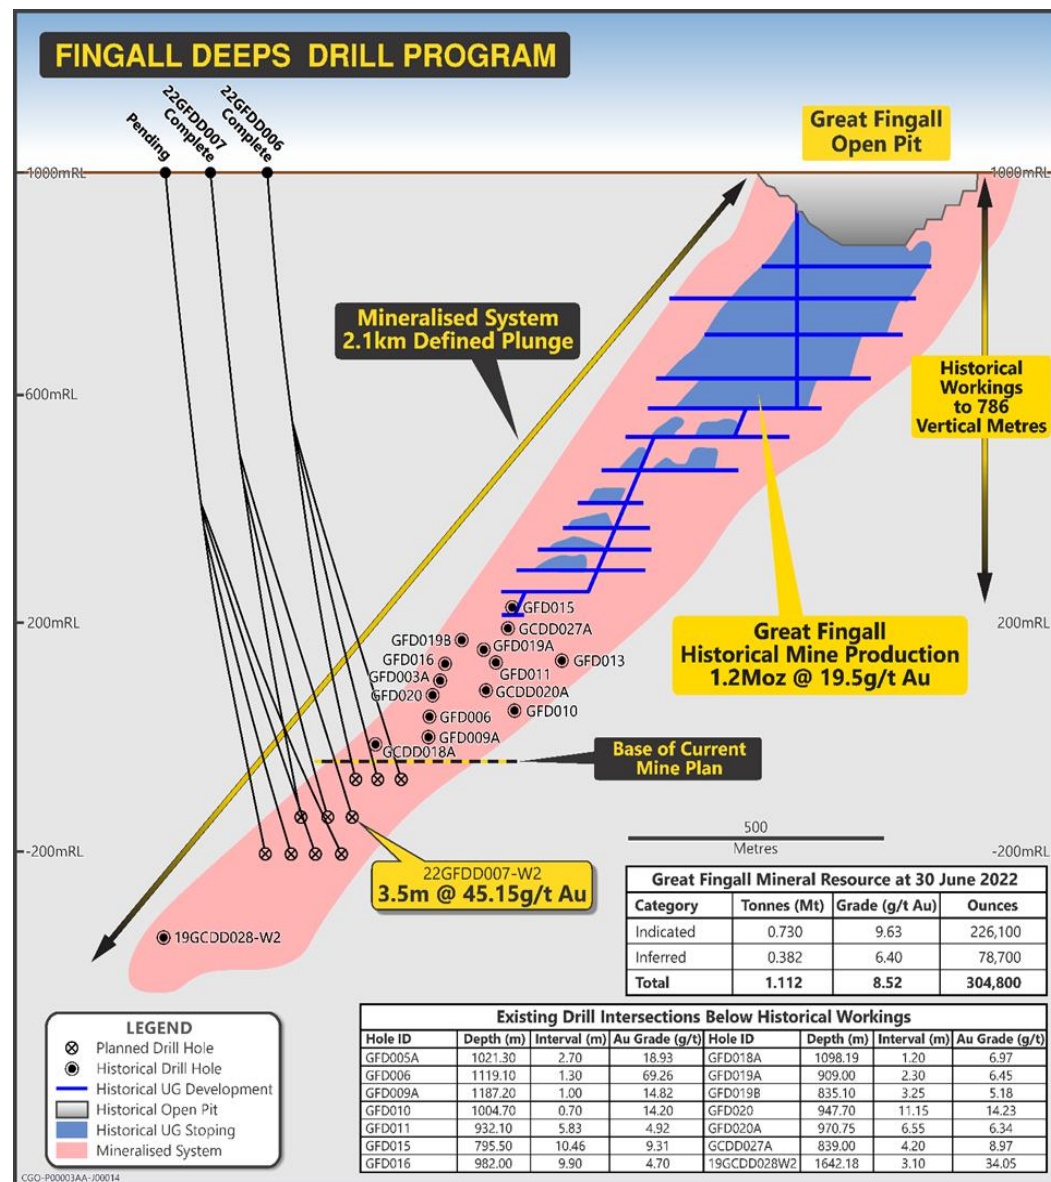 FINGALL DEEPS DRILL PROGRAM
Pending
22GFDD007
Complete
22GFDD006
Complete
Great Fingall
Open Pit
1000mRL
1000mRL
Mineralised System
2.1km Defined Plunge
Historical
Workings
to 786
Vertical Metres
600mRL
200mRL
200mRL
GFD015
GCDD027A
GFD019B
GFD019A
GFD016
GFD013
GFD003A
GFD011
GFD020
GCDD020A
GFD006
GFD010
GFD009A
GCDD018A
Great Fingall
Historical Mine Production
1.2Moz @ 19.5g/t Au
Base of Current
Mine Plan
-200mRL
-200mRL
500
Metres
22GFDD007-W2
3.5m @ 45.15g/t Au
19GCDD028-W2
Great Fingall Mineral Resource at 30 June 2022
Category Tonnes (Mt) Grade (g/t Au) Ounces
Indicated 0.730 9.63 226,100
Inferred 0.382 6.40 78,700
Total 1.112 8.52 304,800
LEGEND
Planned Drill Hole
Historical Drill Hole
Historical UG Development
Historical Open Pit
Historical UG Stoping
Mineralised System
Existing Drill Intersections Below Historical Workings
Hole ID Depth (m) Interval (m) Au Grade (g/t) Hole ID Depth (m) Interval (m) Au Grade (g/t)
GFD005A 1021.30 2.70 18.93 GFD018A 1098.19 1.20 6.97
GFD006 1119.10 1.30 69.26 GFD019A 909.00 2.30 6.45
GFD009A 1187.20 1.00 14.82 GFD019B 835.10 3.25 5.18
GFD010 1004.70 0.70 14.20 GFD020 947.70 11.15 14.23
GFD011 932.10 5.83 4.92 GFD020A 970.75 6.55 6.34
GFD015 795.50 10.46 9.31 GCDD027A 839.00 4.20 8.97
GFD016 982.00 9.90 4.70 19GCDD028W2 1642.18 3.10 34.05
CGO-P00003AA-J00014